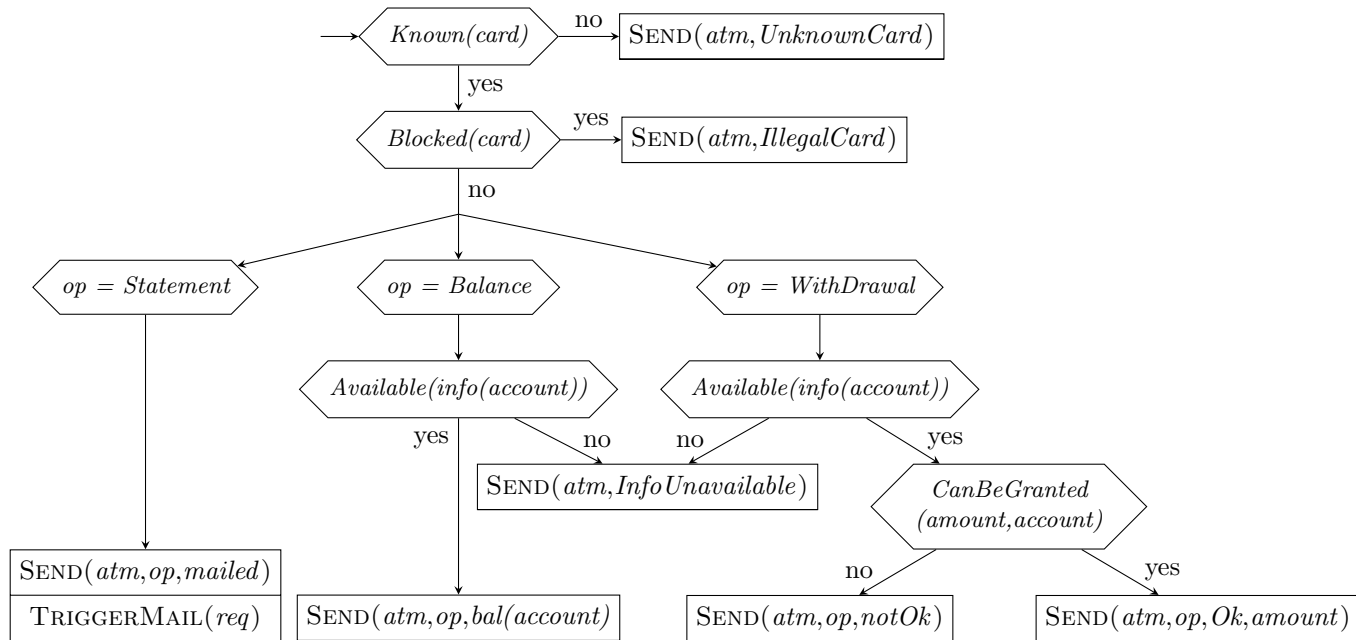 Known(card)
no
SEND(atm,UnknownCard)
yes
Blocked(card)
yes
SEND(atm,IllegalCard)
no
op = Statement
op = Balance
op = WithDrawal
Available(info(account))
Available(info(account))
yes
no
no
yes
SEND(atm,InfoUnavailable)
CanBeGranted
(amount,account)
SEND(atm,op,mailed)
TRIGGERMAIL(req)
SEND(atm,op,bal(account)
no
yes
SEND(atm,op,notOk)
SEND(atm,op,Ok,amount)